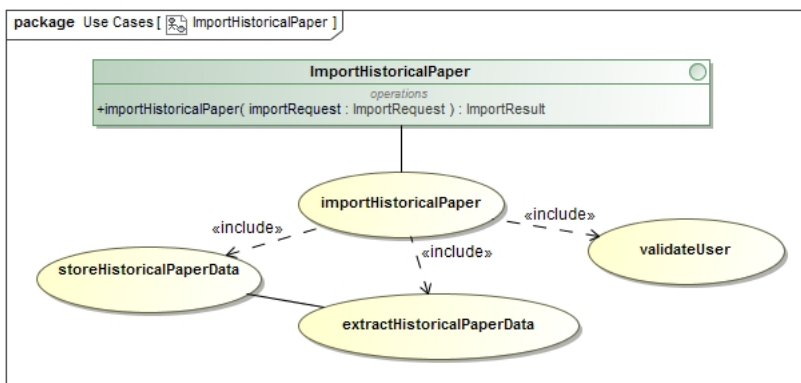 package Use Cases [ ImportHistoricalPaper ]
ImportHistoricalPaper
operations
+importHistoricalPaper( importRequest : ImportRequest ) : ImportResult
importHistoricalPaper
«include»
«include»
«include»
validateUser
storeHistoricalPaperData
extractHistoricalPaperData